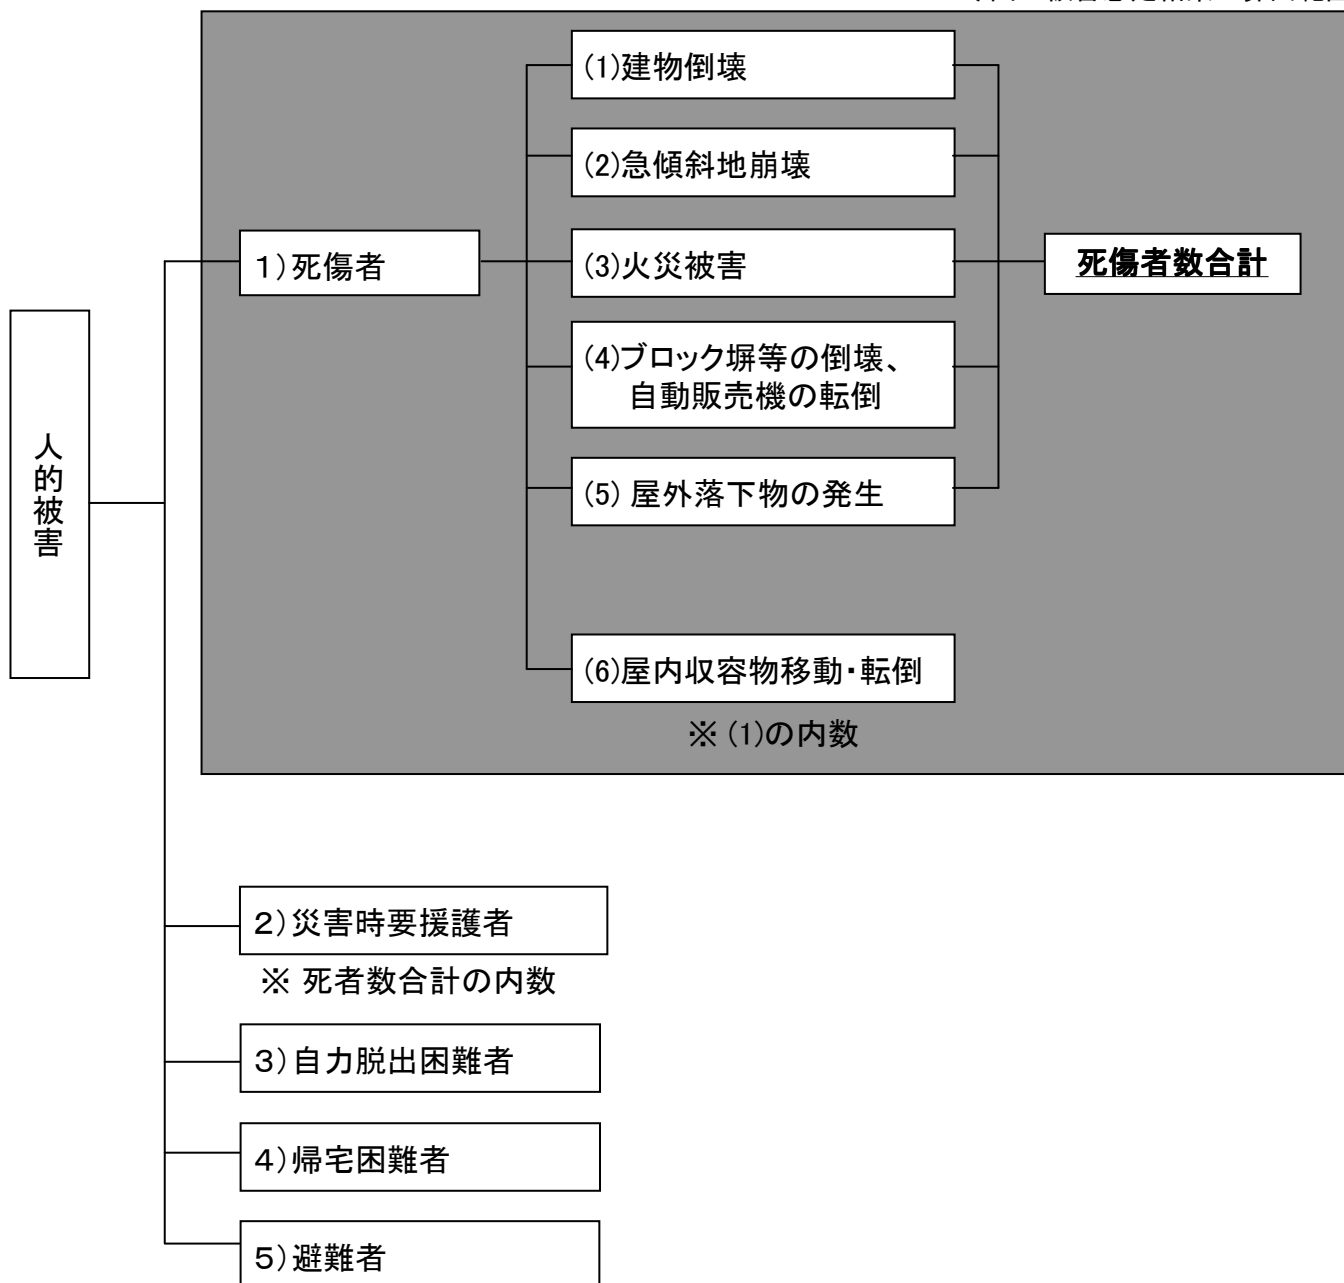 (1)建物倒壊
(2)急傾斜地崩壊
1)死傷者
(3)火災被害
死傷者数合計
(4)ブロック塀等の倒壊、
自動販売機の転倒
人的被害
(5) 屋外落下物の発生
(6)屋内収容物移動・転倒
※ (1)の内数
2)災害時要援護者
※ 死者数合計の内数
3)自力脱出困難者
4)帰宅困難者
5)避難者